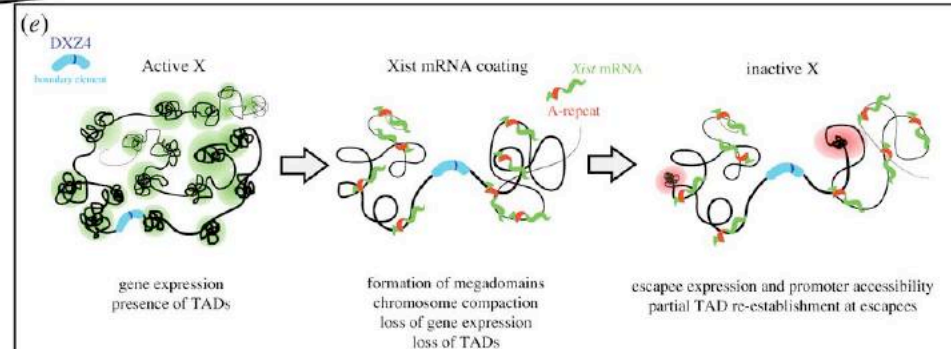 (e)
DXZ4
boundary element
Active X
Xist mRNA coating
Xist mRNA
A-repeat
inactive X
gene expression
presence of TADs
formation of megadomains
chromosome compaction
loss of gene expression
loss of TADs
escapee expression and promoter accessibility
partial TAD re-establishment at escapees